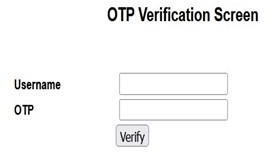 OTP Verification Screen
Username
OTP
Verify